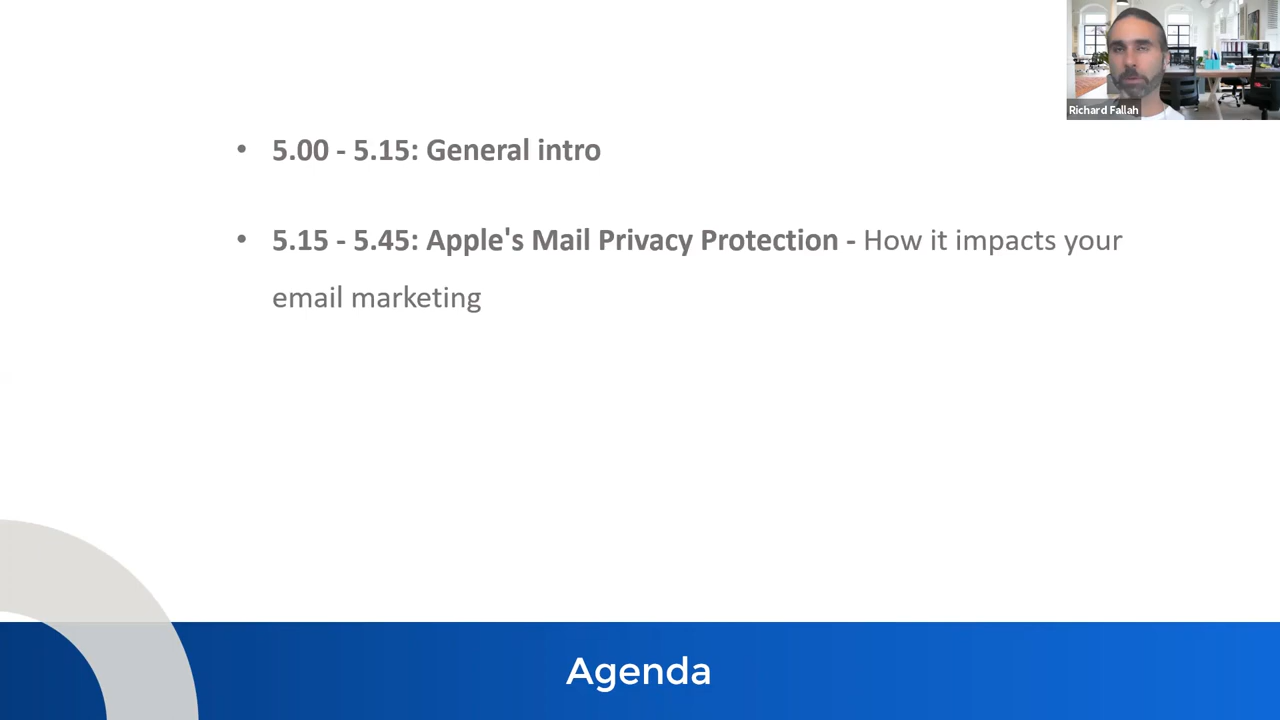 Richard Fallah
• 5.00 - 5.15: General intro
• 5.15 - 5.45: Apple's Mail Privacy Protection - How it impacts your
email marketing
Agenda